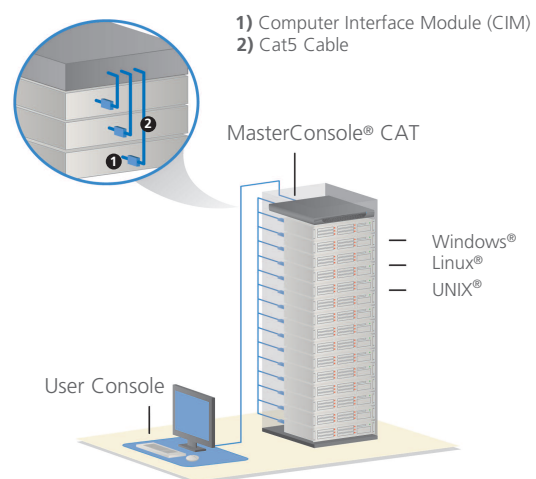 1) Computer Interface Module (CIM)
2) Cat5 Cable
2
1
MasterConsole® CAT
Windows®
Linux®
UNIX®
User Console